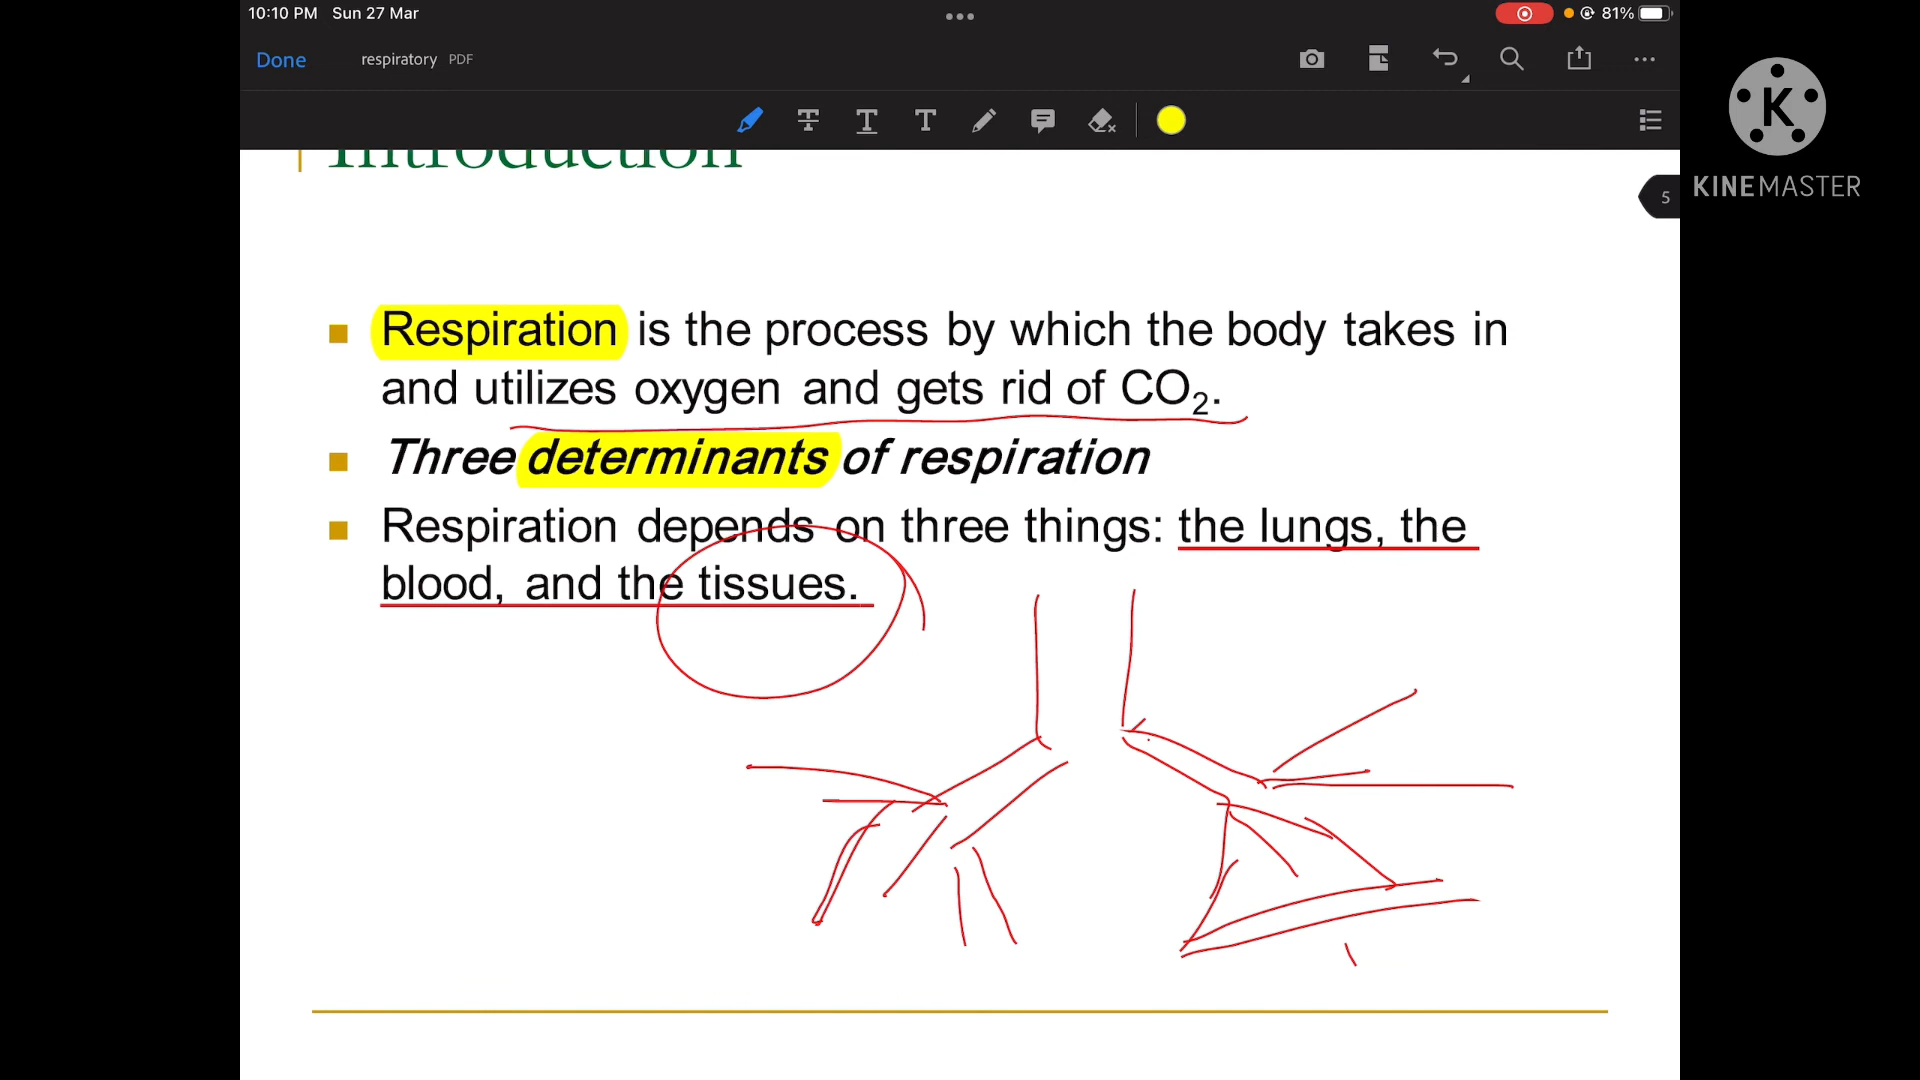 10:10 PM Sun 27 Mar
81%
Done
respiratory PDF
Introduction
5
K
KINEMASTER
Respiration is the process by which the body takes in
and utilizes oxygen and gets rid of CO₂.
Three determinants of respiration
Respiration depends on three things: the lungs, the
blood, and the tissues.